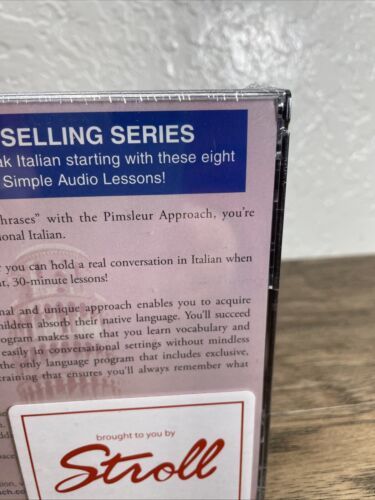 SELLING SERIES
ak Italian starting with these eight
Simple Audio Lessons!
hrases” with the Pimsleur Approach, you're
ional Italian.
you can hold a real conversation in Italian when
t, 30-minute lessons!
nal and unique approach enables you to acquire
hildren absorb their native language. You'll succeed
rogram makes sure that you learn vocabulary and
easily in conversational settings without mindless
the only language program that includes exclusive,
training that ensures you'll always remember what
brought to you by
Stroll